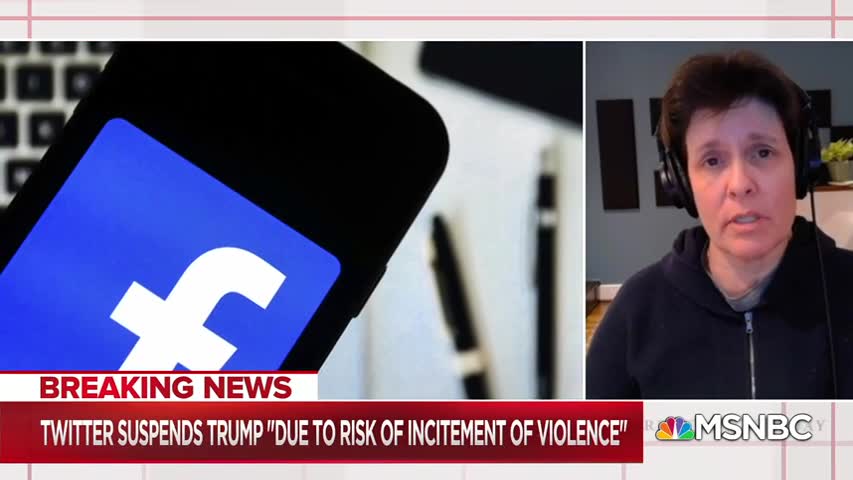 BREAKING NEWS
TWITTER SUSPENDS TRUMP "DUE TO RISK OF INCITEMENT OF VIOLENCE"
MSNBC